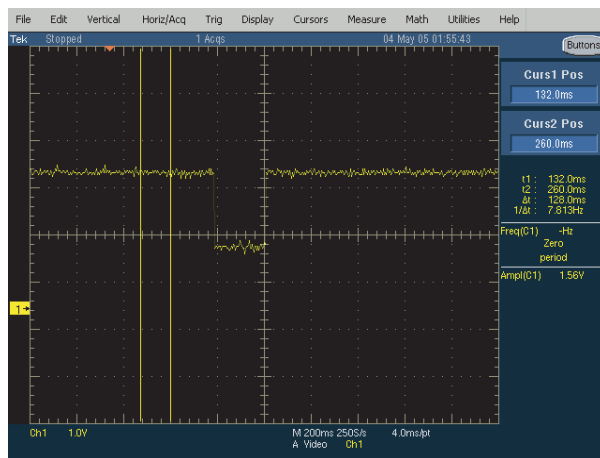 File Edit Vertical Horiz/Acq Trig Display Cursors Measure Math Utilities Help
Tek Stopped 1 Acqs 04 May 05 01:55:43
Buttons
Curs1 Pos
132.0ms
Curs2 Pos
260.0ms
t1 : 132.0ms
t2 : 260.0ms
Δt : 128.0ms
1/Δt : 7.813Hz
Freq(C1) -Hz
Zero
period
Ampl(C1) 1.56V
1
Ch1 1.0V M 200ms 250S/s 4.0ms/pt
A Video Ch1